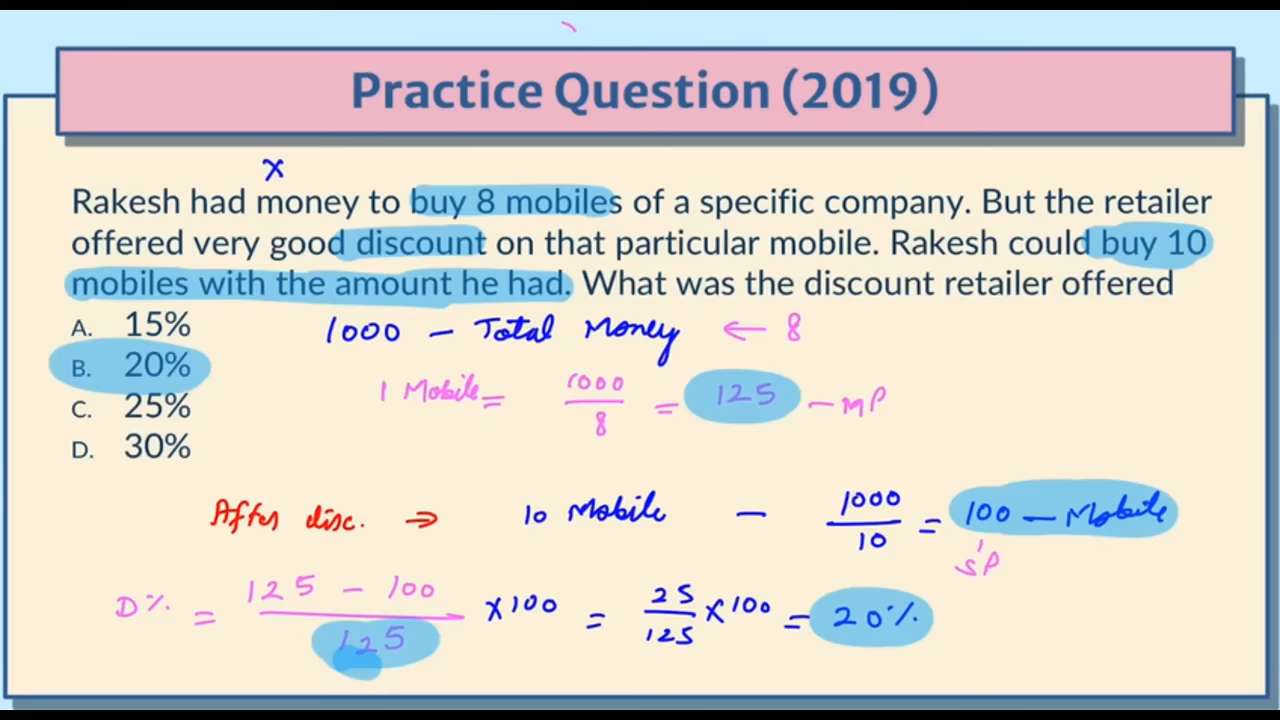 Practice Question (2019)
x
Rakesh had money to buy 8 mobiles of a specific company. But the retailer
offered very good discount on that particular mobile. Rakesh could buy 10
mobiles with the amount he had. What was the discount retailer offered
A. 15%
B. 20%
C. 25%
D. 30%
1000 - Total Money ← 8
1 Mobile = 1000/8 = 125 - MP
After disc. ⇒ 10 Mobile - 1000/10 = 100 - Mobile
SP
D% = 125 - 100/125 x 100 = 25/125 x 100 = 20%